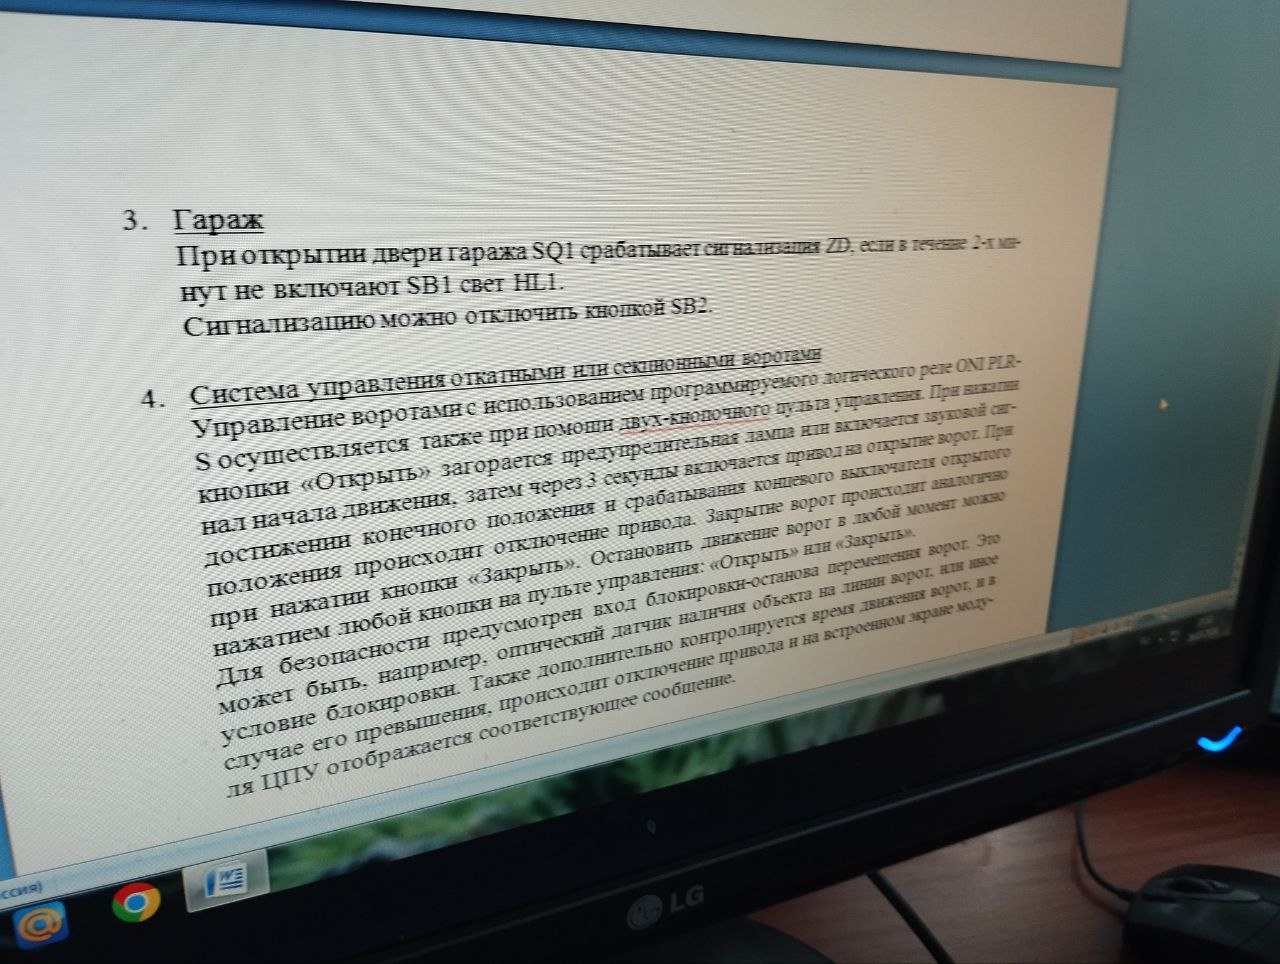 3. Гараж
При открытии двери гаража SQ1 срабатывает сигнализация ZD, если в течение 2-х ми-
нут не включают SB1 свет HL1.
Сигнализацию можно отключить кнопкой SB2.
4. Система управления откатными или секционными воротами
Управление воротами с использованием программируемого логического реле ONI PLR-
S осуществляется также при помощи двух-кнопочного пульта управления. При нажатии
кнопки «Открыть» загорается предупредительная лампа или включается звуковой сиг-
нал начала движения, затем через 3 секунды включается привод на открытие ворот. При
достижении конечного положения и срабатывания концевого выключателя открытого
положения происходит отключение привода. Закрытие ворот происходит аналогично
при нажатии кнопки «Закрыть». Остановить движение ворот в любой момент можно
нажатием любой кнопки на пульте управления: «Открыть» или «Закрыть».
Для безопасности предусмотрен вход блокировки-останова перемещения ворот. Это
может быть, например, оптический датчик наличия объекта на линии ворот, или иное
условие блокировки. Также дополнительно контролируется время движения ворот, и в
случае его превышения, происходит отключение привода и на встроенном экране моду-
ля ЦПУ отображается соответствующее сообщение.
ссия)
W
LG